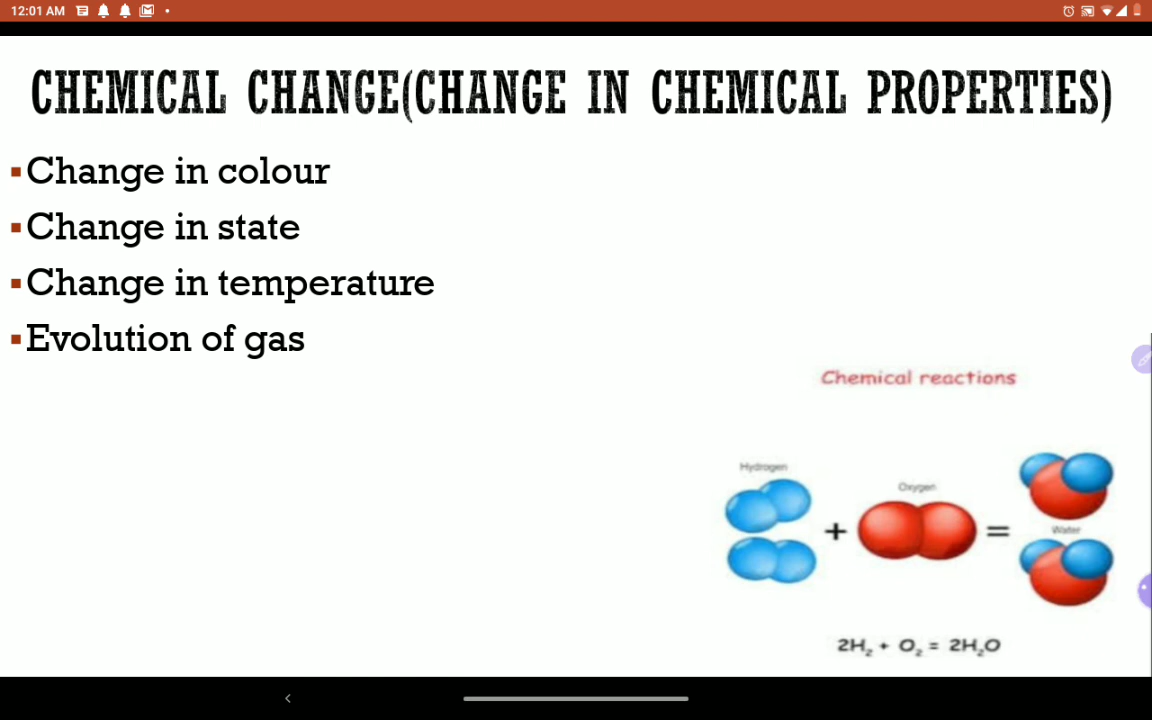 12:01 AM
CHEMICAL CHANGE(CHANGE IN CHEMICAL PROPERTIES)
▪Change in colour
▪Change in state
▪Change in temperature
▪Evolution of gas
Chemical reactions
Hydrogen
Oxygen
+
=
Water
2H₂ + O₂ = 2H₂O